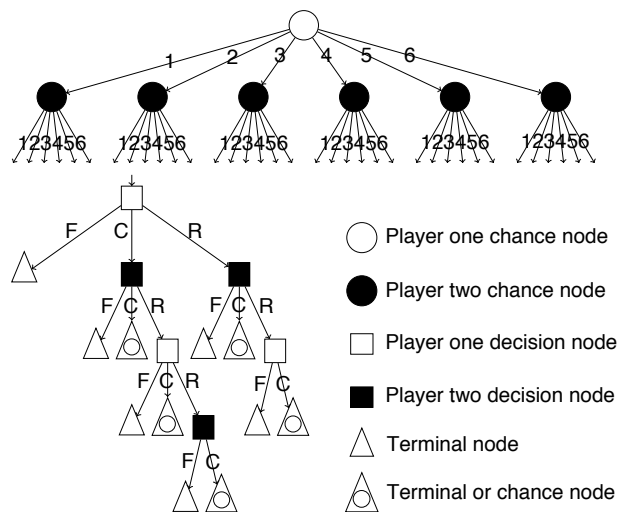 1 2 3 4 5 6
123456 123456 123456 123456 123456 123456
F C R
Player one chance node
F C R F C R
Player two chance node
Player one decision node
F C R F C
Player two decision node
Terminal node
F C
Terminal or chance node